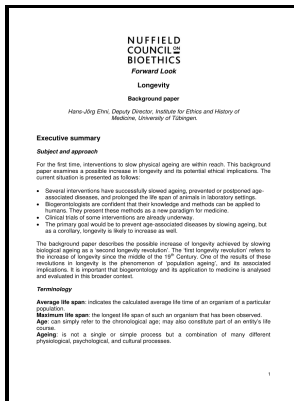 NUFFIELD
COUNCIL ON
BIOETHICS
Forward Look
Longevity
Background paper
Hans-Jörg Ehni, Deputy Director, Institute for Ethics and History of
Medicine, University of Tübingen.
Executive summary
Subject and approach
For the first time, interventions to slow physical ageing are within reach. This background
paper examines a possible increase in longevity and its potential ethical implications. The
current situation is presented as follows:
• Several interventions have successfully slowed ageing, prevented or postponed age-
associated diseases, and prolonged the life span of animals in laboratory settings.
• Biogerontologists are confident that their knowledge and methods can be applied to
humans. They present these methods as a new paradigm for medicine.
• Clinical trials of some interventions are already underway.
• The primary goal would be to prevent age-associated diseases by slowing ageing, but
as a corollary, longevity is likely to increase as well.
The background paper describes the possible increase of longevity achieved by slowing
biological ageing as a 'second longevity revolution'. The 'first longevity revolution' refers to
the increase of longevity since the middle of the 19th Century. One of the results of these
revolutions in longevity is the phenomenon of 'population ageing', and its associated
implications. It is important that biogerontology and its application to medicine is analysed
and evaluated in this broader context.
Terminology
Average life span: indicates the calculated average life time of an organism of a particular
population.
Maximum life span: the longest life span of such an organism that has been observed.
Age: can simply refer to the chronological age; may also constitute part of an entity's life
course.
Ageing: is not a single or simple process but a combination of many different
physiological, psychological, and cultural processes.
1